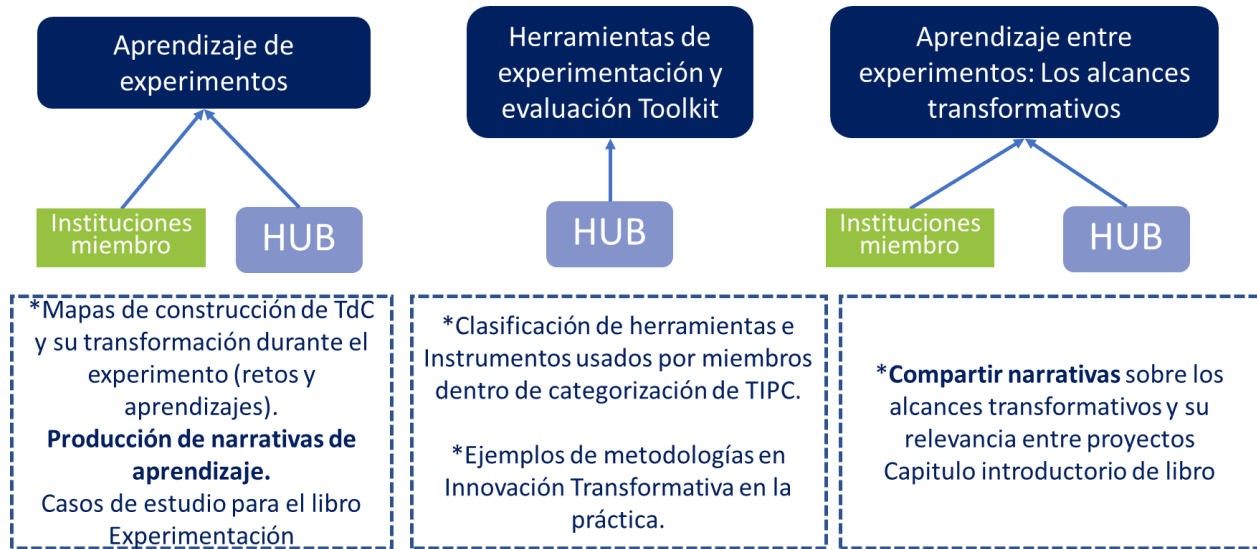 Aprendizaje de
experimentos
Herramientas de
experimentación y
evaluación Toolkit
Aprendizaje entre
experimentos: Los alcances
transformativos
Instituciones
miembro
HUB
HUB
Instituciones
miembro
HUB
*Mapas de construcción de TdC
y su transformación durante el
experimento (retos y
aprendizajes).
Producción de narrativas de
aprendizaje.
Casos de estudio para el libro
Experimentación
*Clasificación de herramientas e
Instrumentos usados por miembros
dentro de categorización de TIPC.
*Ejemplos de metodologías en
Innovación Transformativa en la
práctica.
*Compartir narrativas sobre los
alcances transformativos y su
relevancia entre proyectos
Capitulo introductorio de libro